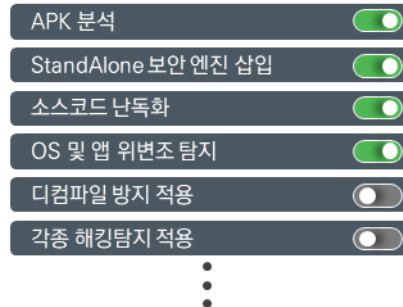 APK 분석
StandAlone 보안 엔진 삽입
소스코드 난독화
OS 및 앱 위변조 탐지
디컴파일 방지 적용
각종 해킹탐지 적용